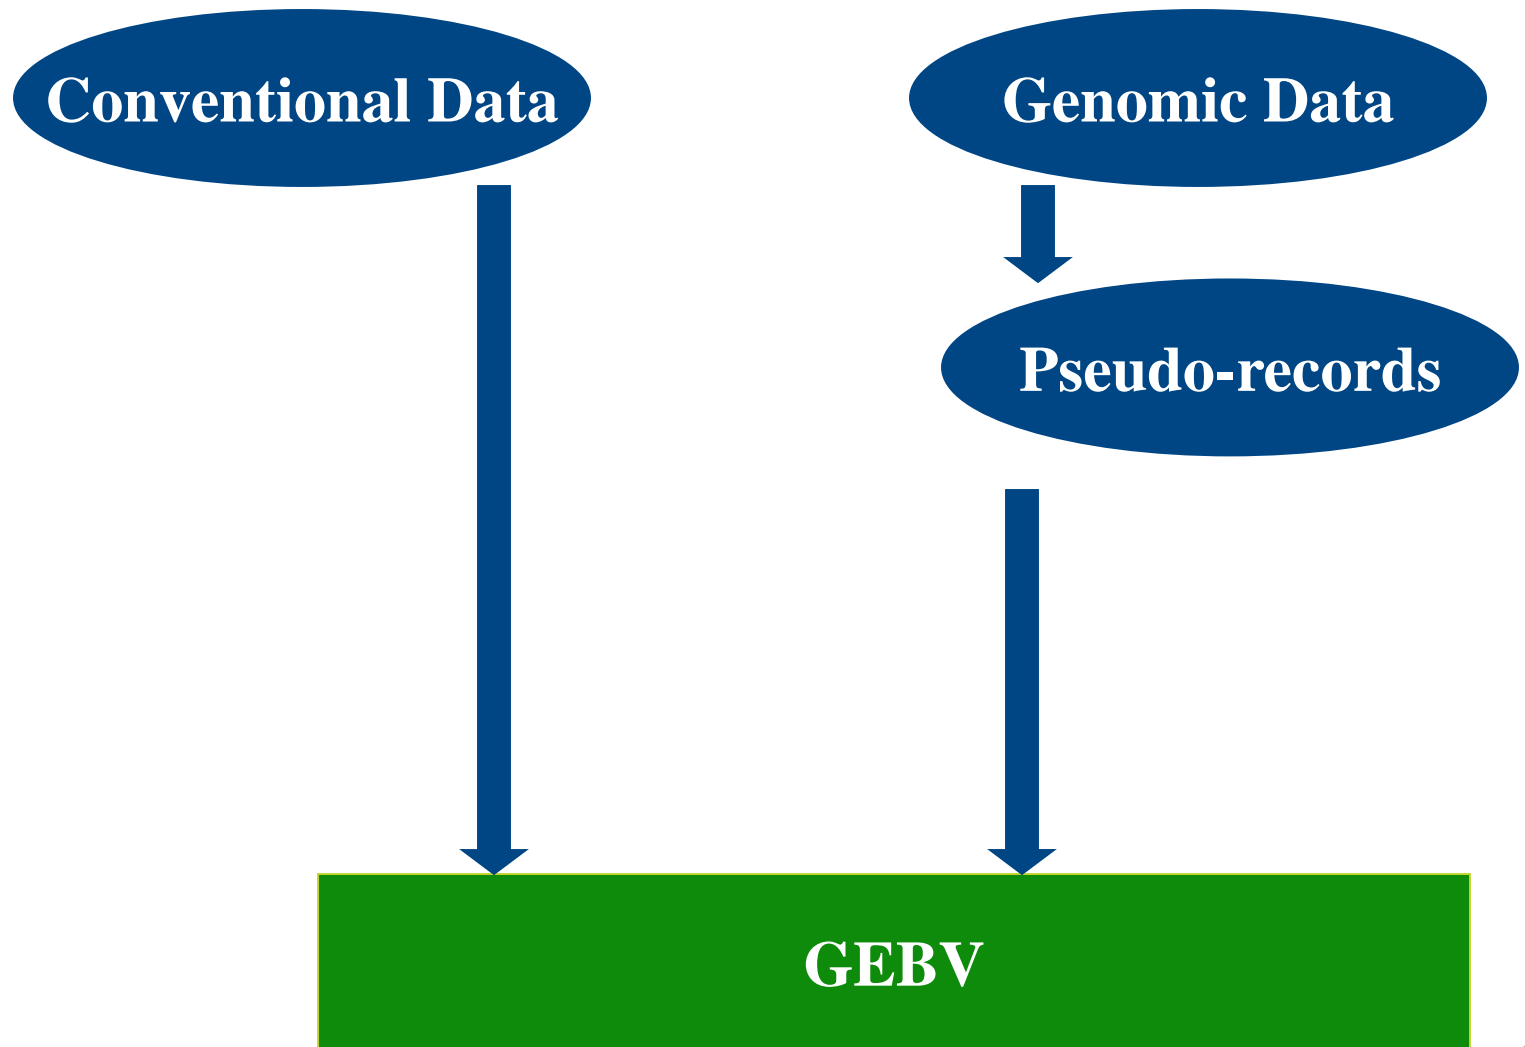 Conventional Data
Genomic Data
Pseudo-records
GEBV